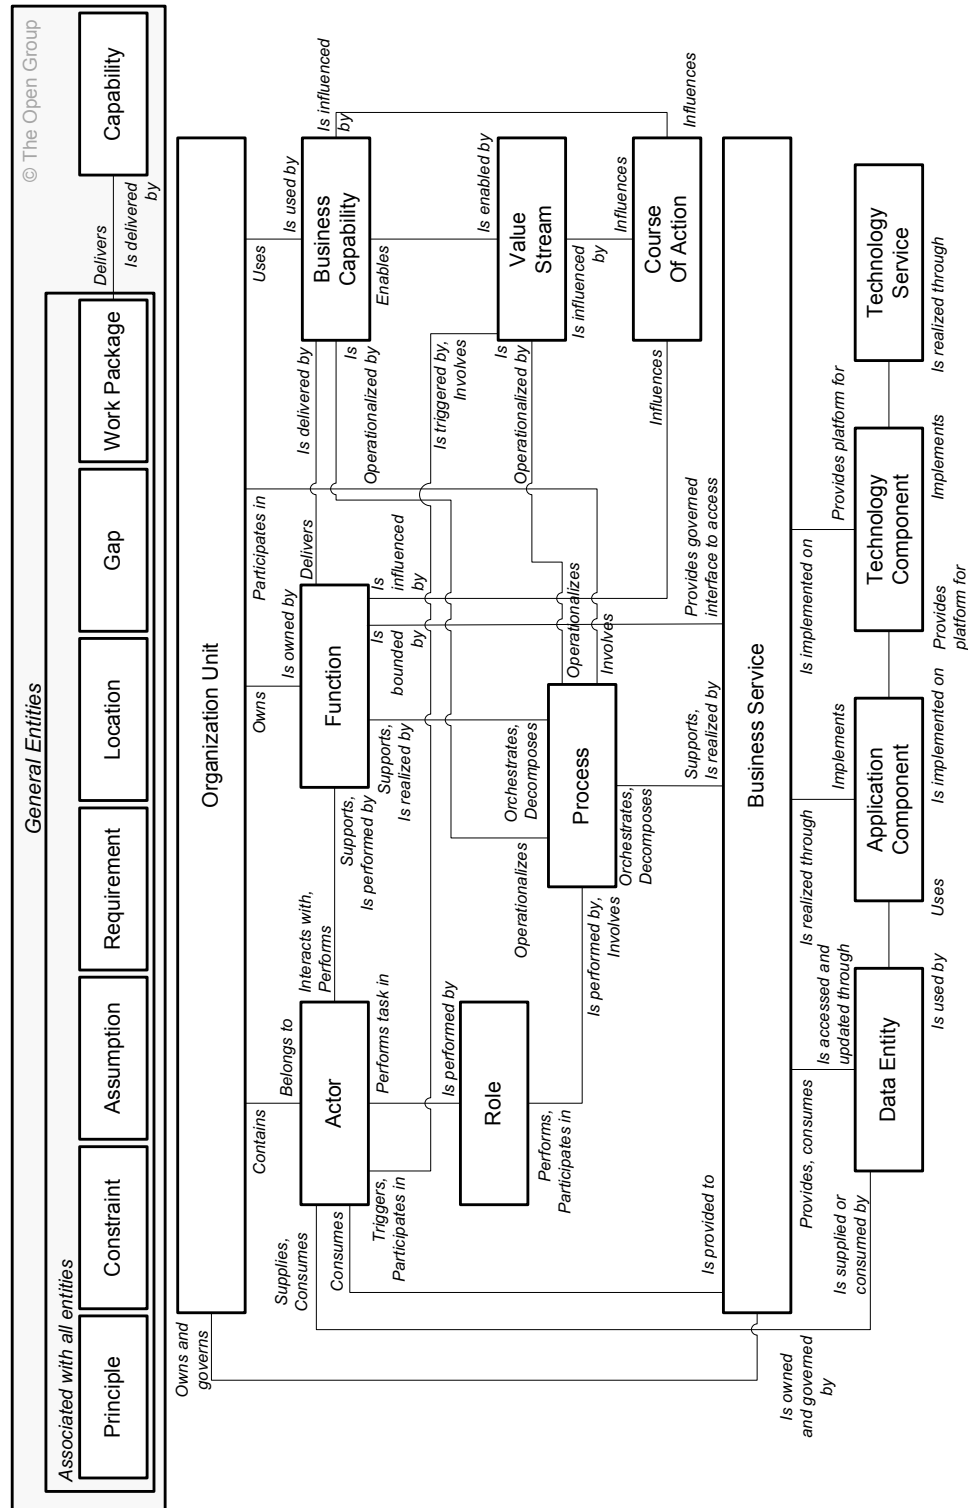 General Entities
© The Open Group
Associated with all entities
Principle
Constraint
Assumption
Requirement
Location
Gap
Work Package
Delivers
Is delivered
by
Capability
Organization Unit
Owns and
governs
Contains
Belongs to
Owns
Is owned by
Participates in
Uses
Is used by
Supplies,
Consumes
Consumes
Actor
Interacts with,
Performs
Supports,
Is performed by
Function
Delivers
Is delivered by
Is
Operationalized by
Business
Capability
Is influenced
by
Triggers,
Participates in
Performs task in
Supports,
Is realized by
Is
bounded
by
Is
influenced
by
Enables
Is triggered by,
Involves
Is performed by
Role
Performs,
Participates in
Is
Operationalized by
Is enabled by
Value
Stream
Is influenced
by
Operationalizes
Orchestrates,
Decomposes
Process
Operationalizes
Involves
Is performed by,
Involves
Orchestrates,
Decomposes
Influences
Influences
Course
Of Action
Influences
Is provided to
Supports,
Is realized by
Provides governed
interface to access
Business Service
Is owned
and governed
by
Is supplied or
consumed by
Provides, consumes
Is accessed and
updated through
Is realized through
Implements
Is implemented on
Provides platform for
Data Entity
Application
Component
Technology
Component
Technology
Service
Is used by
Uses
Is implemented on
Provides
platform for
Implements
Is realized through